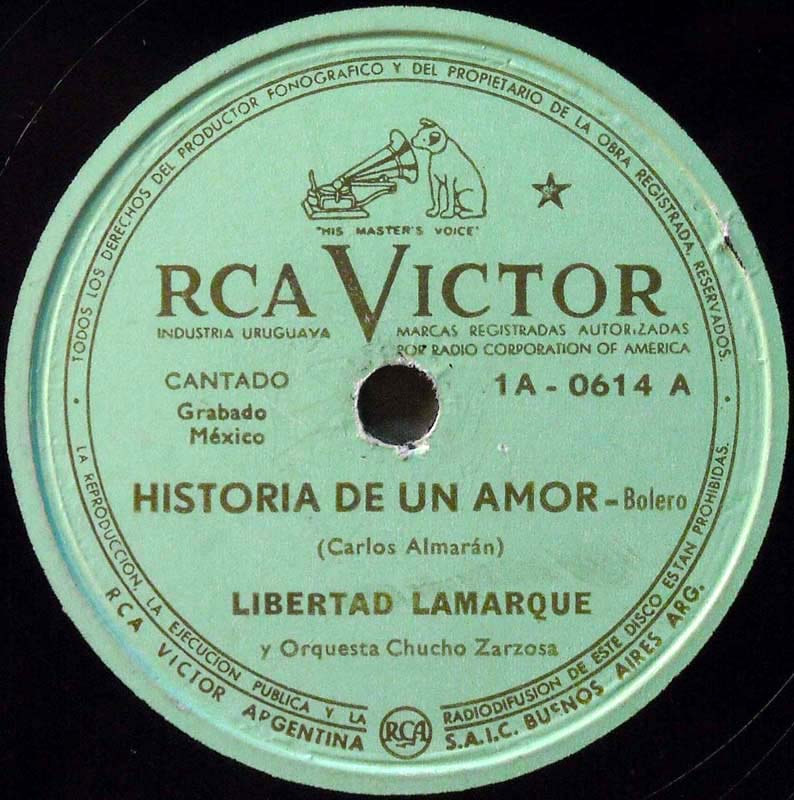 · TODOS LOS DERECHOS DEL PRODUCTOR FONOGRAFICO Y DEL PROPIETARIO DE LA OBRA REGISTRADA, RESERVADOS.
"HIS MASTER'S VOICE"
RCA VICTOR
INDUSTRIA URUGUAYA
MARCAS REGISTRADAS AUTORIZADAS
POR RADIO CORPORATION OF AMERICA
CANTADO
1A - 0614 A
Grabado
México
HISTORIA DE UN AMOR - Bolero
(Carlos Almarán)
LIBERTAD LAMARQUE
y Orquesta Chucho Zarzosa
· LA REPRODUCCION, LA EJECUCIÓN PUBLICA Y LA RADIODIFUSION DE ESTE DISCO ESTAN PROHIBIDAS. ·
RCA VICTOR ARGENTINA RCA S.A.I.C. BUENOS AIRES ARG.